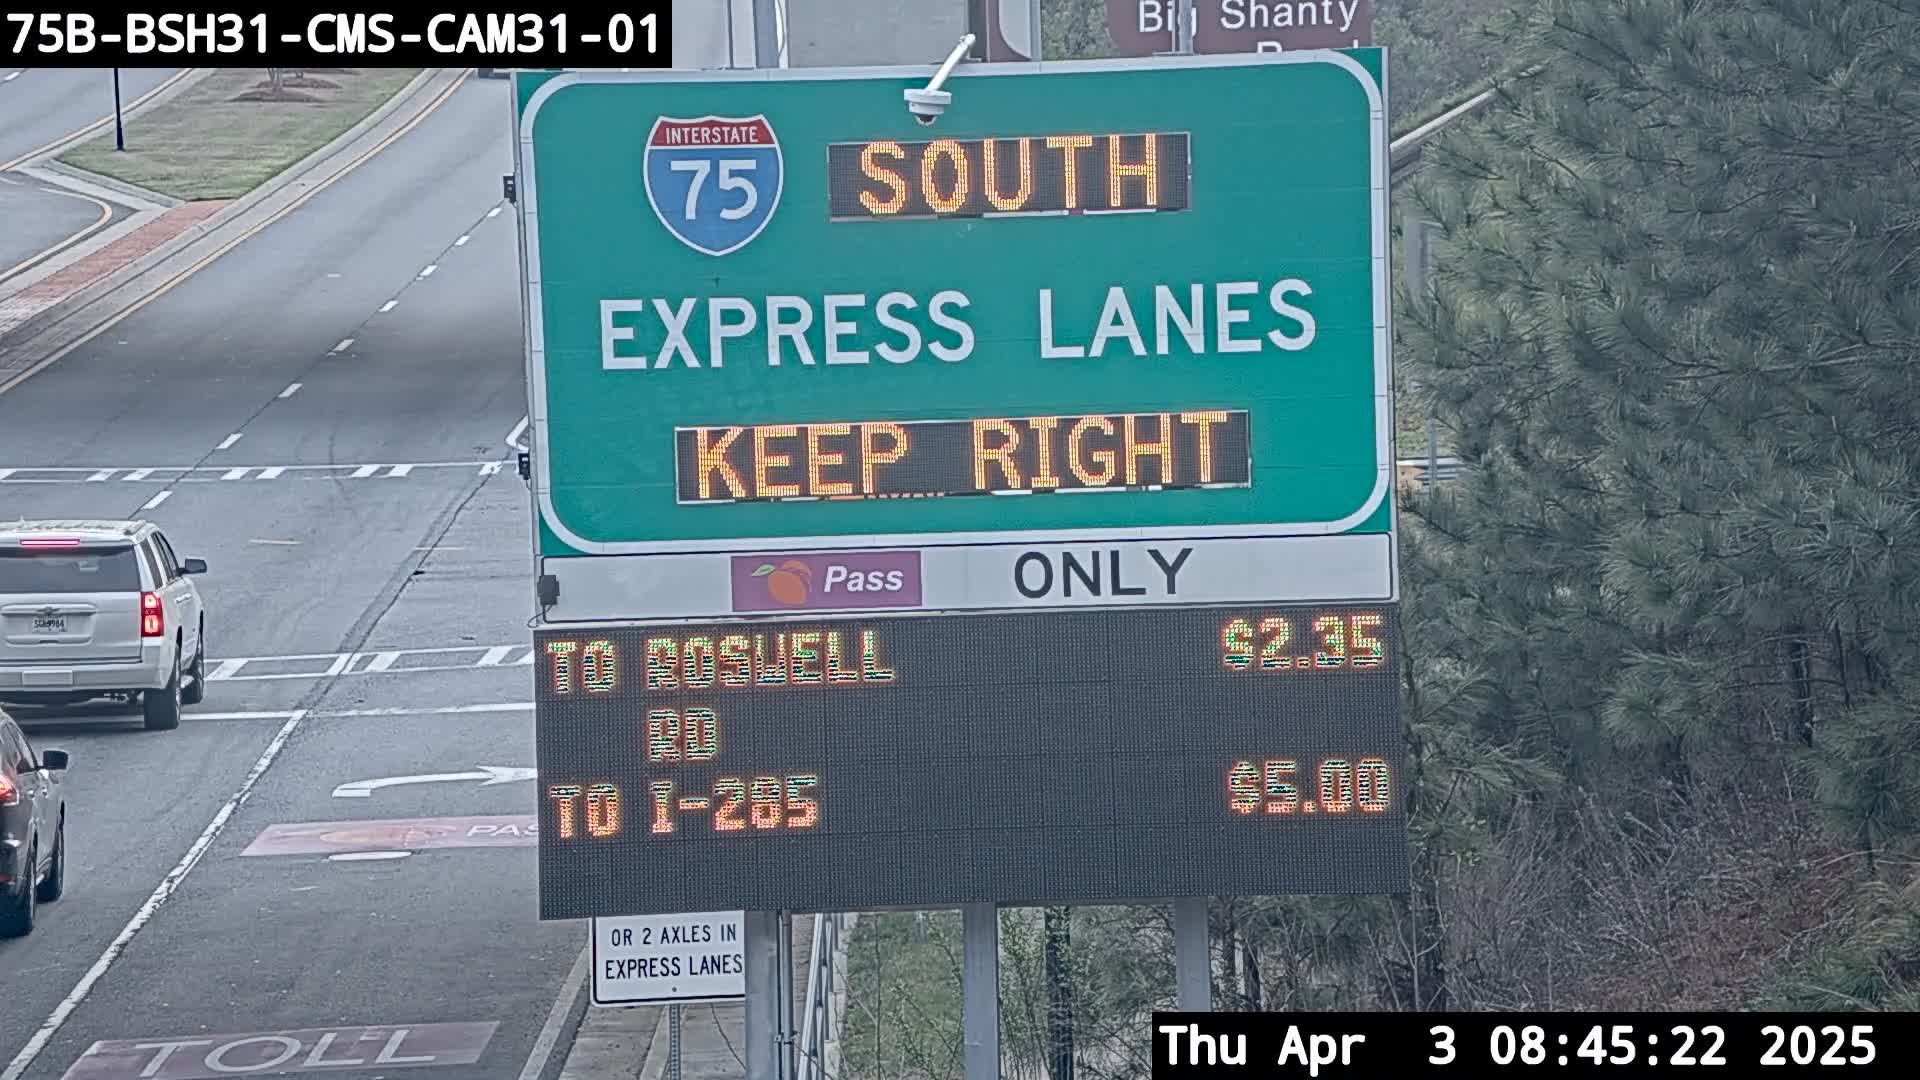 75B-BSH31-CMS-CAM31-01
Big Shanty
Road
INTERSTATE
75
SOUTH
EXPRESS LANES
KEEP RIGHT
Pass ONLY
TO ROSWELL $2.35
RD
TO I-285 $5.00
PAS
OR 2 AXLES IN
EXPRESS LANES
TOLL
Thu Apr 3 08:45:22 2025